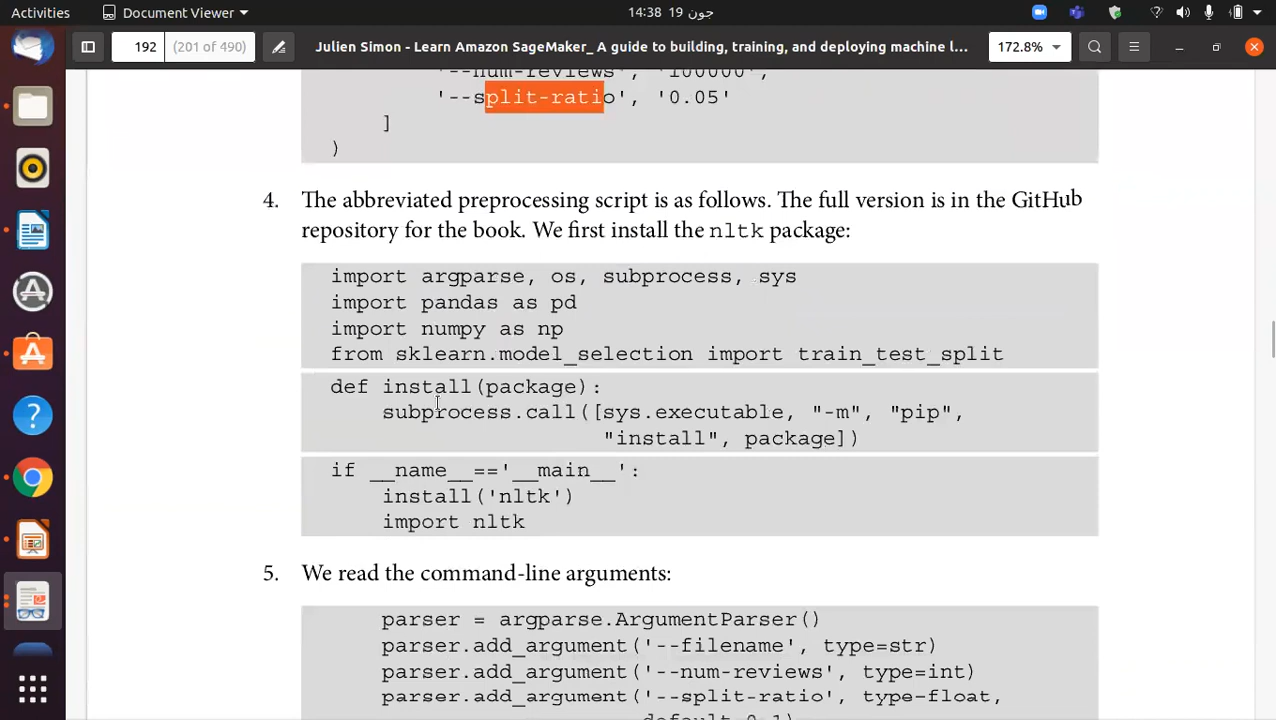 Activities
Document Viewer
14:38 19 جون
192 (201 of 490)
Julien Simon - Learn Amazon SageMaker_ A guide to building, training, and deploying machine l...
172.8%
'--num-reviews', '100000',
'--split-ratio', '0.05'
]
)
4. The abbreviated preprocessing script is as follows. The full version is in the GitHub
repository for the book. We first install the nltk package:
import argparse, os, subprocess, sys
import pandas as pd
import numpy as np
from sklearn.model_selection import train_test_split
def install(package):
subprocess.call([sys.executable, "-m", "pip",
"install", package])
if __name__=='__main__':
install('nltk')
import nltk
5. We read the command-line arguments:
parser = argparse.ArgumentParser()
parser.add_argument('--filename', type=str)
parser.add_argument('--num-reviews', type=int)
parser.add_argument('--split-ratio', type=float,
default=0.1)